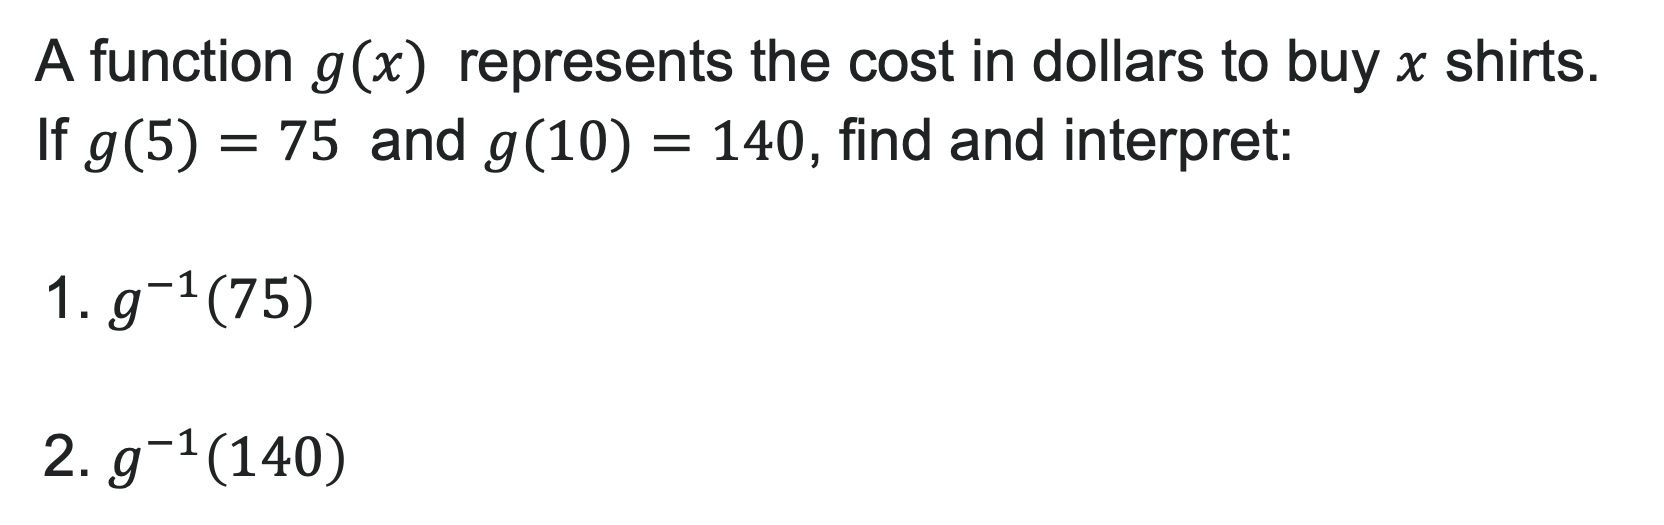 A function g(x) represents the cost in dollars to buy x shirts.
If g(5) = 75 and g(10) = 140, find and interpret:
1. g⁻¹(75)
2. g⁻¹(140)